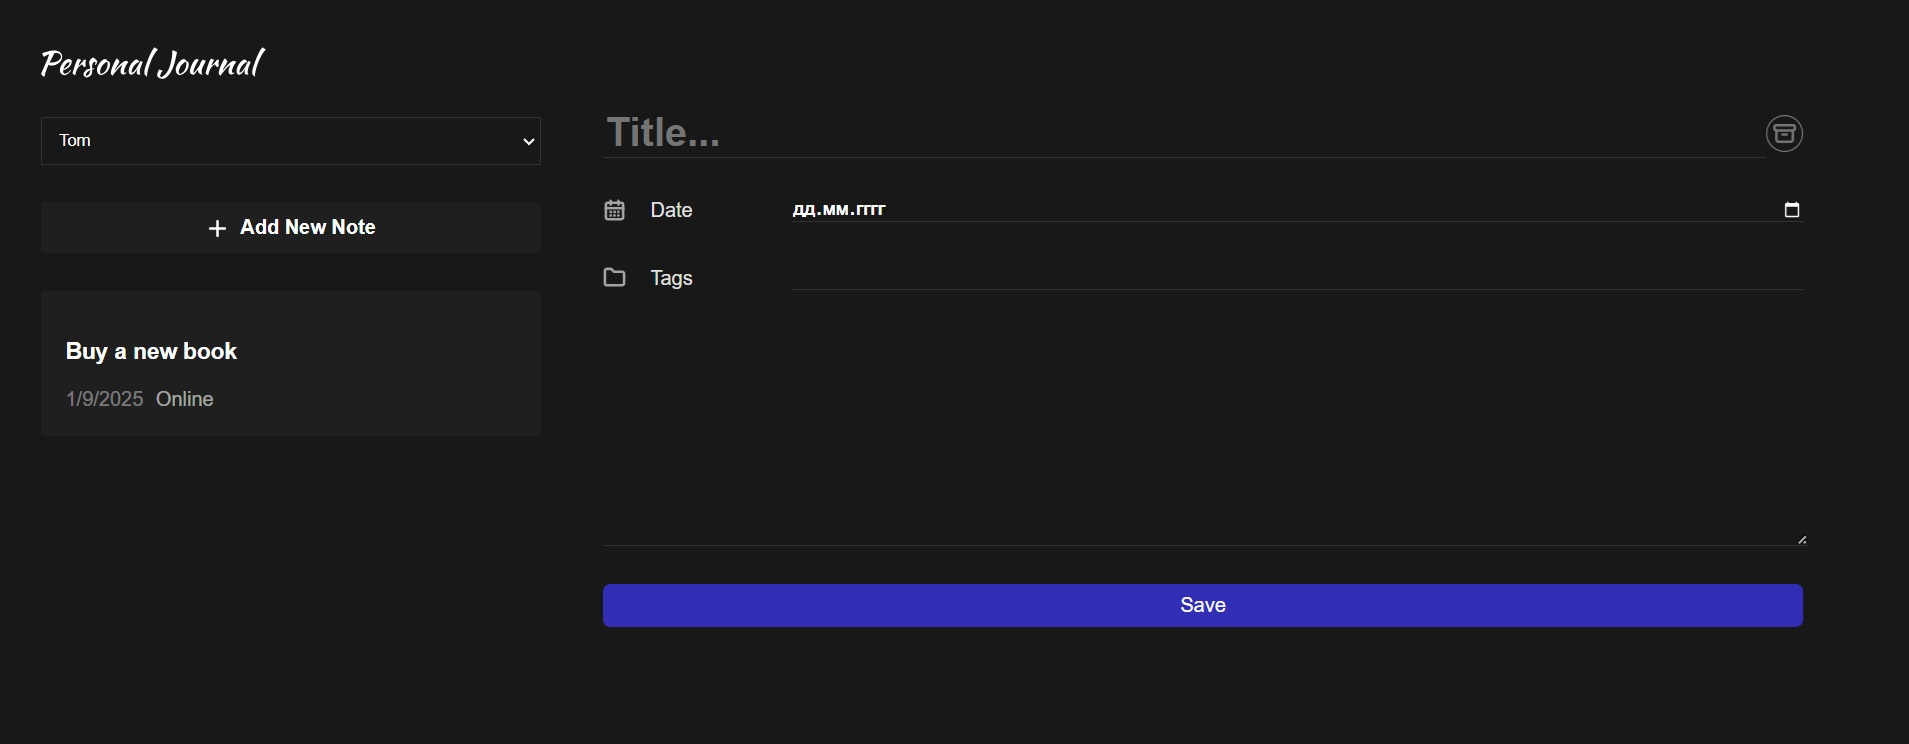 Personal Journal
Tom
Add New Note
Buy a new book
1/9/2025 Online
Title...
Date
дд.мм.гггг
Tags
Save